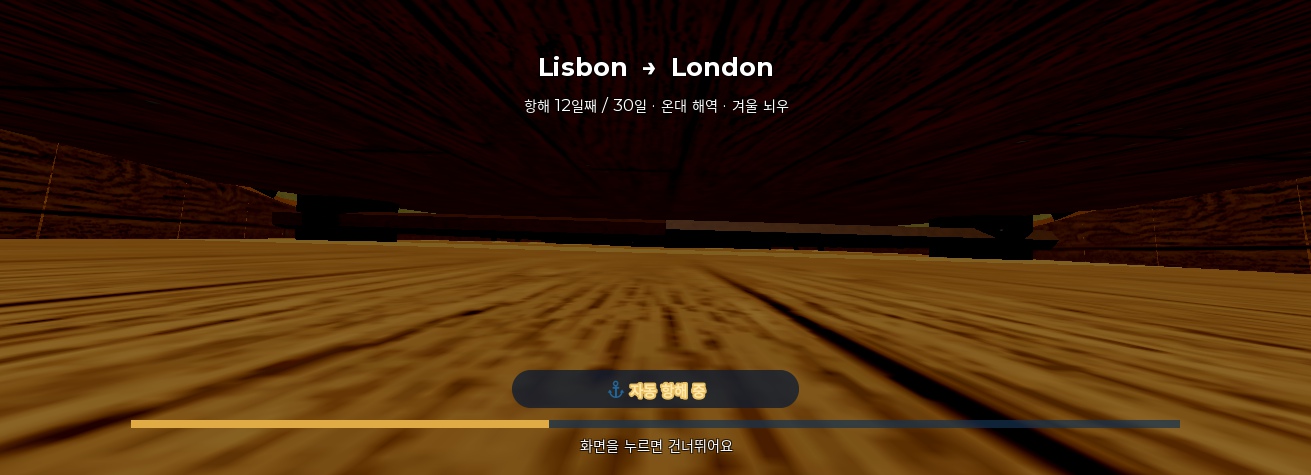 Lisbon → London
항해 12일째 / 30일 · 온대 해역 · 겨울 뇌우
⚓ 자동 항해 중
화면을 누르면 건너뛰어요